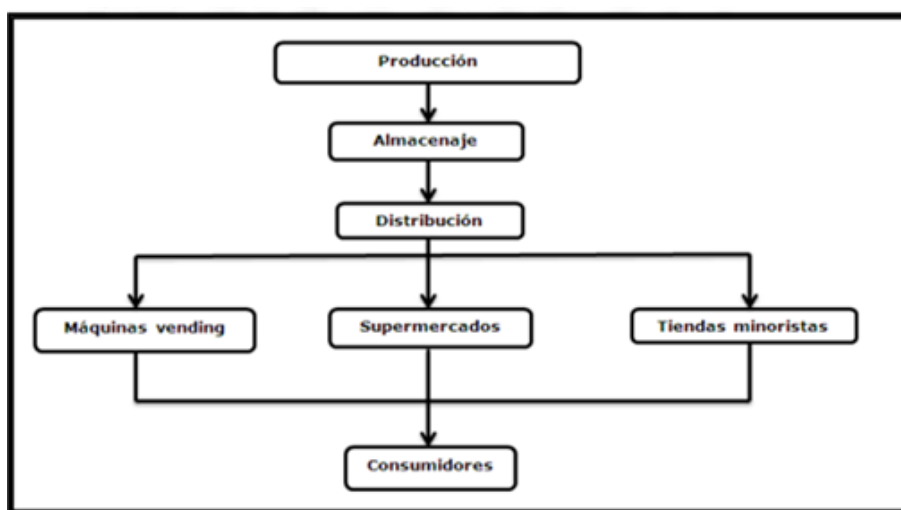 Producción
Almacenaje
Distribución
Máquinas vending
Supermercados
Tiendas minoristas
Consumidores